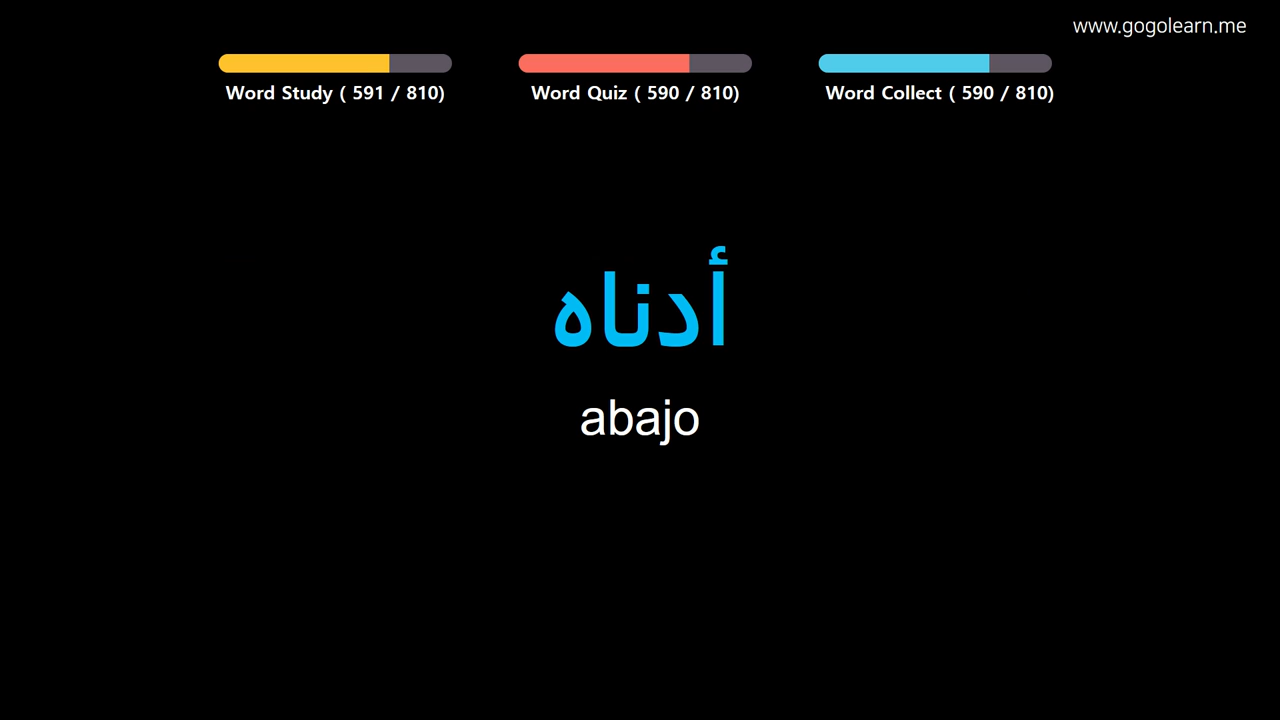 www.gogolearn.me
Word Study ( 591 / 810)
Word Quiz ( 590 / 810)
Word Collect ( 590 / 810)
أدناه
abajo